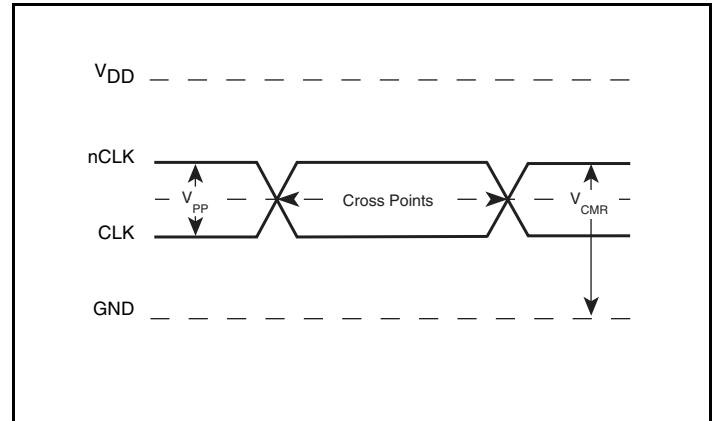 VDD
nCLK
VPP
Cross Points
VCMR
CLK
GND